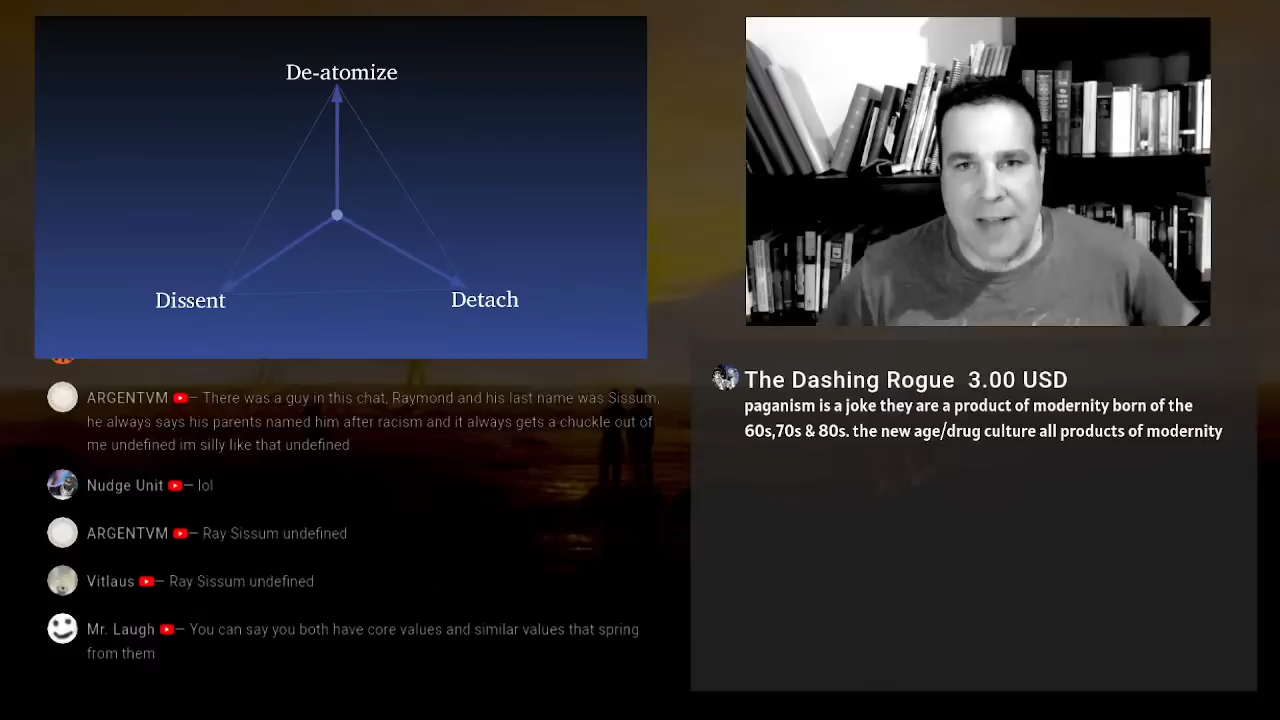 De-atomize
Dissent
Detach
ARGENTVM — There was a guy in this chat, Raymond and his last name was Sissum,
he always says his parents named him after racism and it always gets a chuckle out of
me undefined im silly like that undefined
Nudge Unit — lol
ARGENTVM — Ray Sissum undefined
Vitlaus — Ray Sissum undefined
Mr. Laugh — You can say you both have core values and similar values that spring
from them
The Dashing Rogue 3.00 USD
paganism is a joke they are a product of modernity born of the
60s,70s & 80s. the new age/drug culture all products of modernity